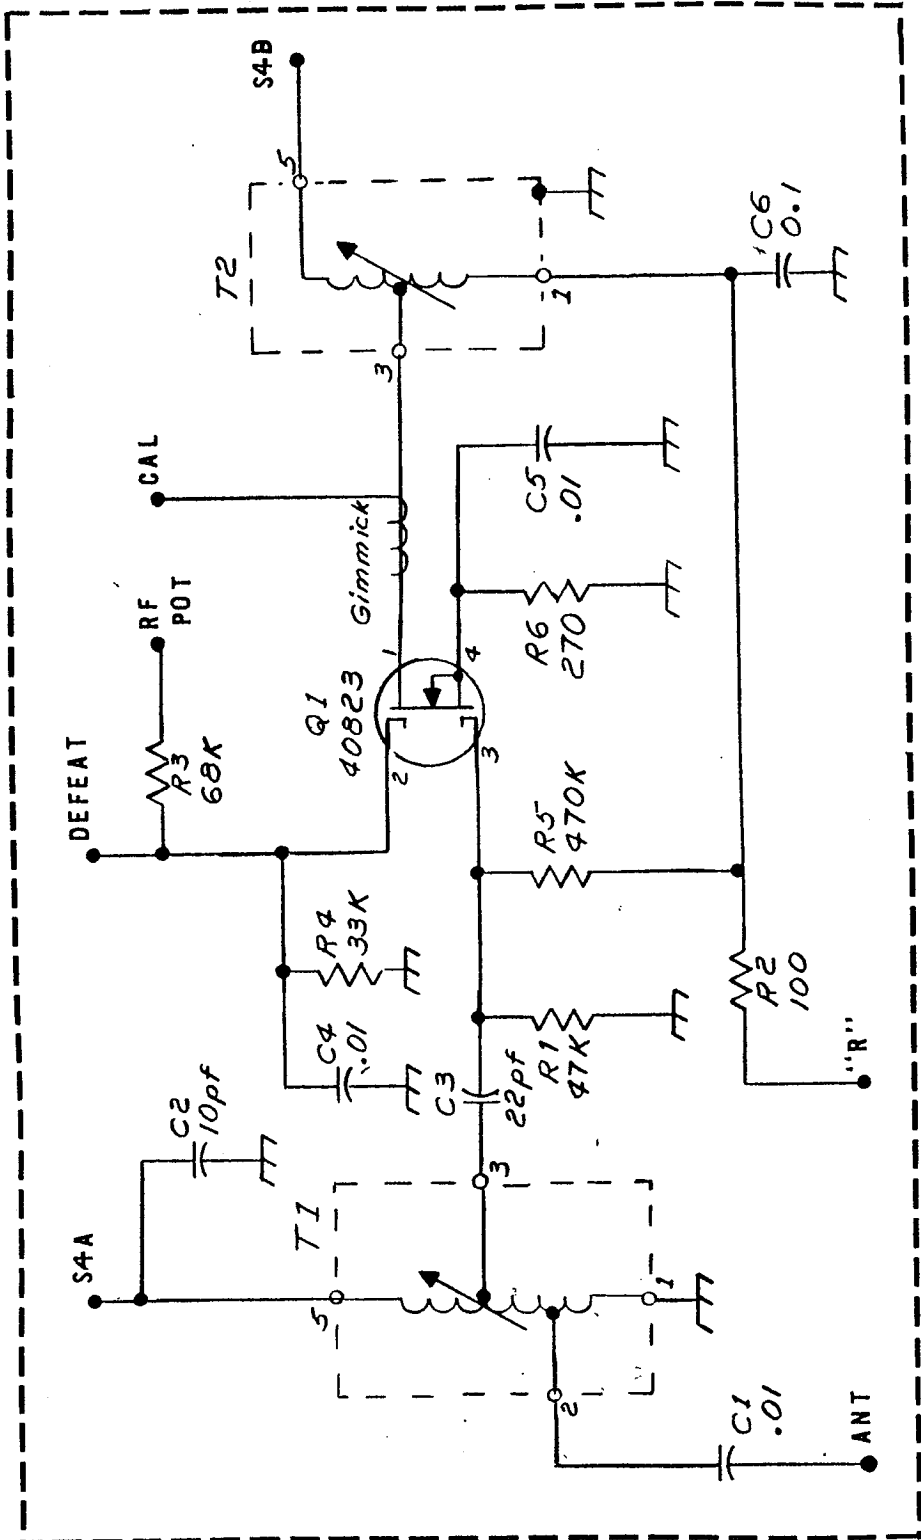 S4A
C2
10pf
T1
5
3
1
2
C1
.01
ANT
C3
22pf
R1
47K
C4
.01
R4
33K
DEFEAT
R3
68K
RF
POT
R5
470K
R2
100
"R"
Q1
40823
2
3
1
4
Gimmick
CAL
R6
270
C5
.01
T2
3
5
1
S4B
C6
0.1